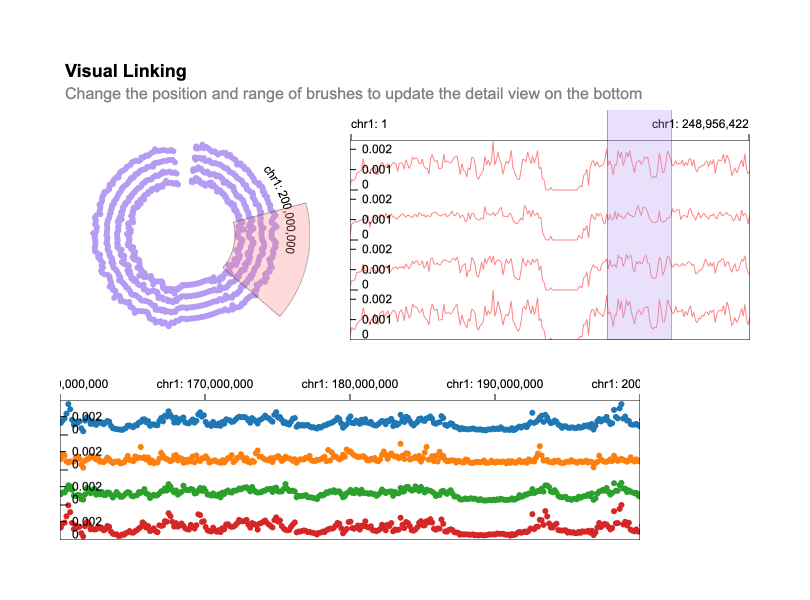 Visual Linking
Change the position and range of brushes to update the detail view on the bottom
chr1: 200,000,000
chr1: 1
chr1: 248,956,422
0.002
0.001
0
0.002
0.001
0
0.002
0.001
0
0.002
0.001
0
0,000,000
chr1: 170,000,000
chr1: 180,000,000
chr1: 190,000,000
chr1: 200
0.002
0
0.002
0
0.002
0
0.002
0